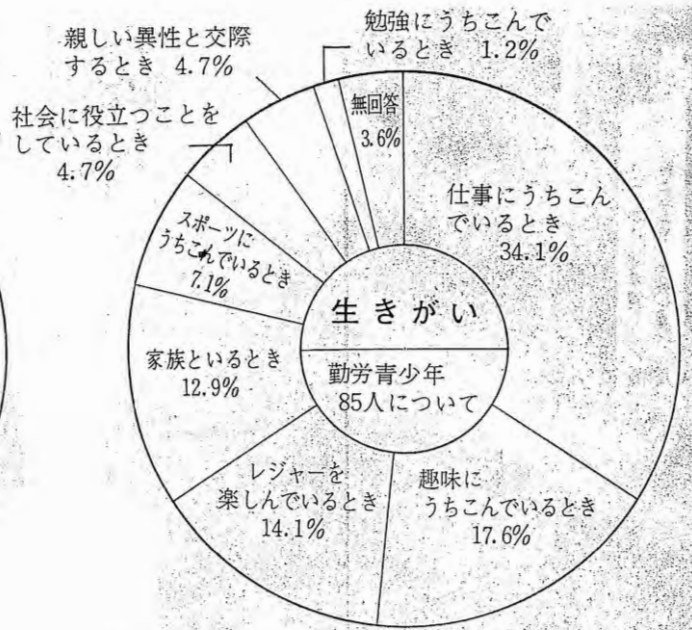 親しい異性と交際
するとき 4.7%
勉強にうちこんで
いるとき 1.2%
社会に役立つことを
しているとき
4.7%
無回答
3.6%
仕事にうちこん
でいるとき
34.1%
スポーツに
うちこんでいるとき
7.1%
生きがい
勤労青少年
85人について
家族といるとき
12.9%
レジャーを
楽しんでいるとき
14.1%
趣味に
うちこんでいるとき
17.6%